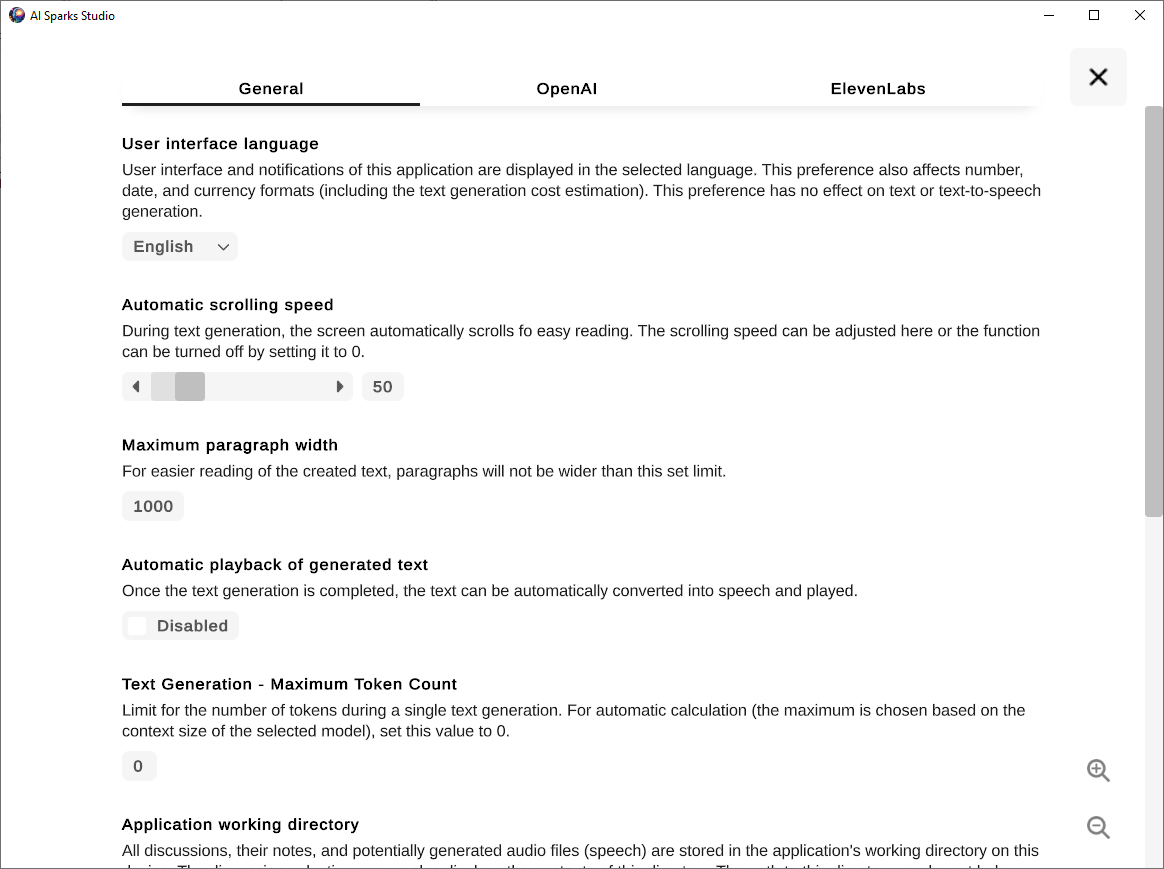 AI Sparks Studio
General
OpenAI
ElevenLabs
User interface language
User interface and notifications of this application are displayed in the selected language. This preference also affects number,
date, and currency formats (including the text generation cost estimation). This preference has no effect on text or text-to-speech
generation.
English
Automatic scrolling speed
During text generation, the screen automatically scrolls fo easy reading. The scrolling speed can be adjusted here or the function
can be turned off by setting it to 0.
50
Maximum paragraph width
For easier reading of the created text, paragraphs will not be wider than this set limit.
1000
Automatic playback of generated text
Once the text generation is completed, the text can be automatically converted into speech and played.
Disabled
Text Generation - Maximum Token Count
Limit for the number of tokens during a single text generation. For automatic calculation (the maximum is chosen based on the
context size of the selected model), set this value to 0.
0
Application working directory
All discussions, their notes, and potentially generated audio files (speech) are stored in the application's working directory on this